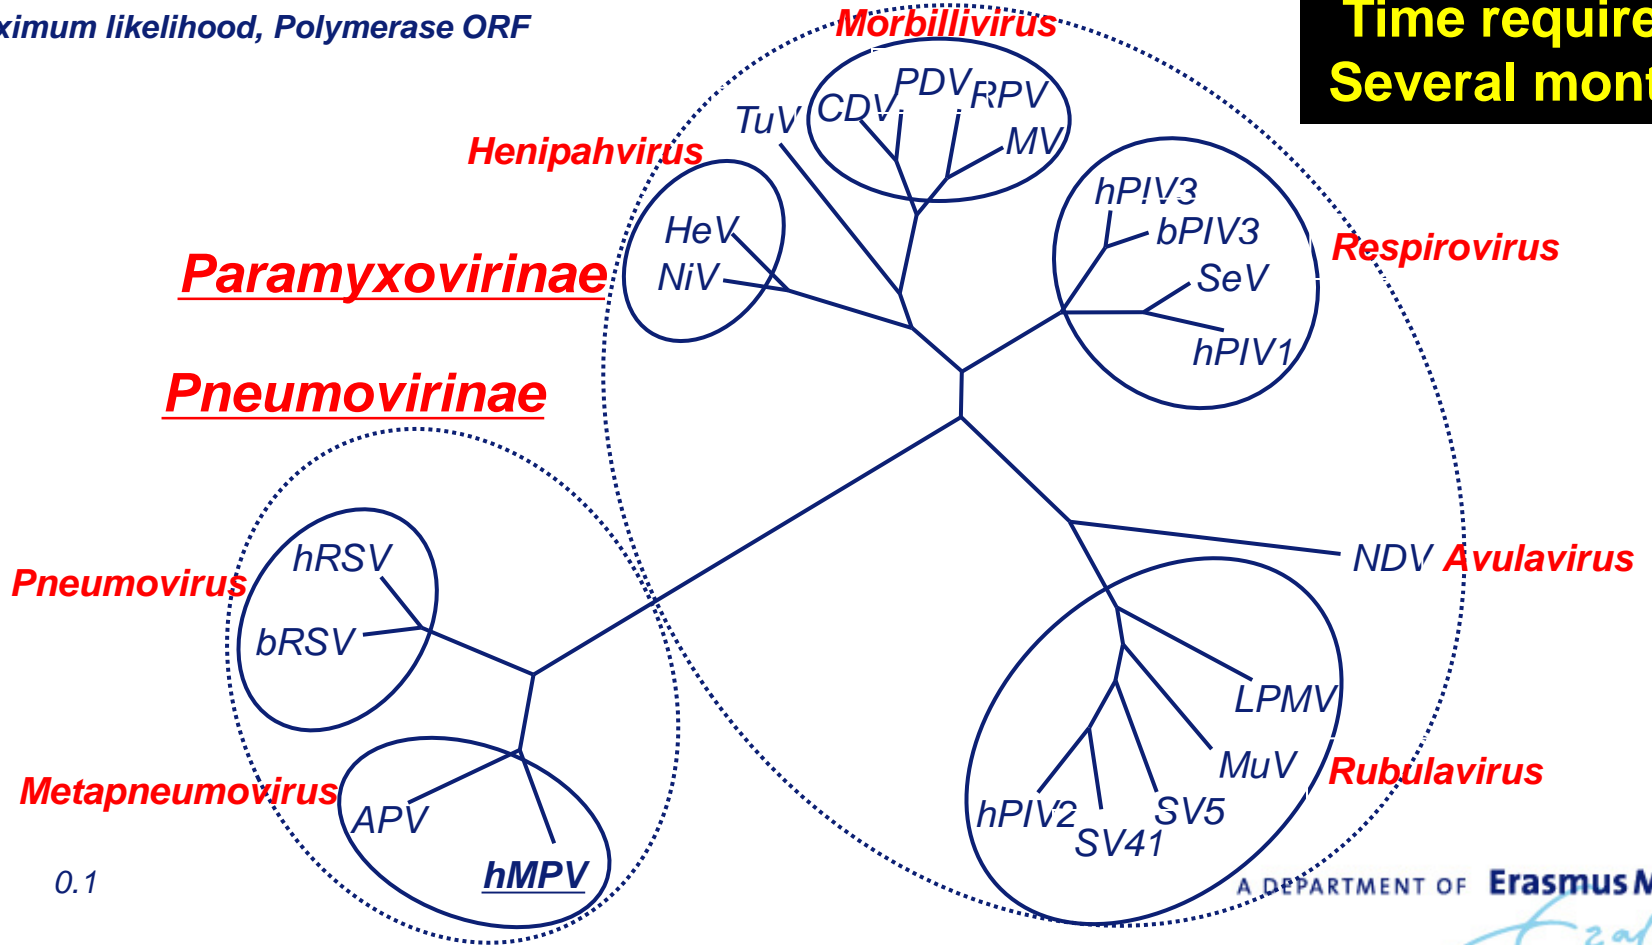 ximum likelihood, Polymerase ORF
Time require
Several mont
Morbillivirus
PDV
RPV
CDV
TuV
MV
Henipahvirus
hPIV3
bPIV3
HeV
Respirovirus
Paramyxovirinae
NiV
SeV
hPIV1
Pneumovirinae
hRSV
NDV Avulavirus
Pneumovirus
bRSV
LPMV
MuV
Rubulavirus
Metapneumovirus
APV
hPIV2
SV5
SV41
hMPV
0.1
A DEPARTMENT OF Erasmus M